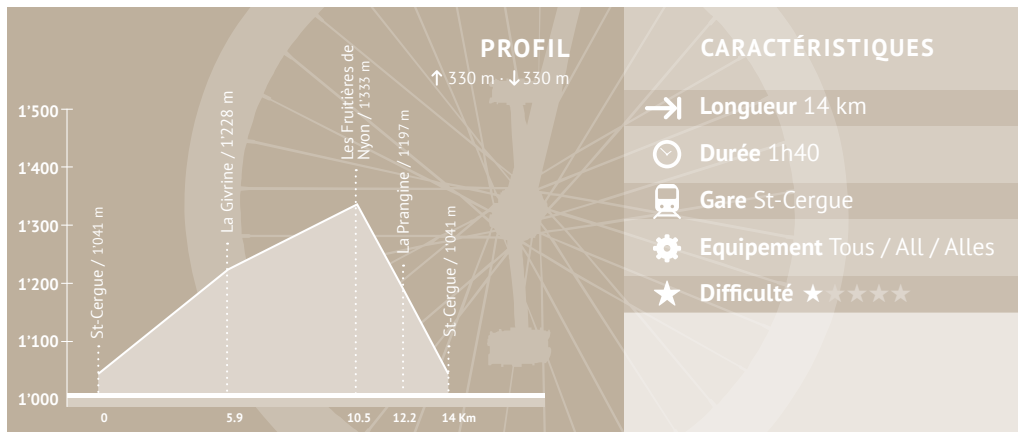 PROFIL
↑ 330 m · ↓ 330 m
1'500
1'400
1'300
1'200
1'100
1'000
St-Cergue / 1'041 m
La Givrine / 1'228 m
Les Fruitières de
Nyon / 1'333 m
La Prangine / 1'197 m
St-Cergue / 1'041 m
0 5.9 10.5 12.2 14 Km
CARACTÉRISTIQUES
Longueur 14 km
Durée 1h40
Gare St-Cergue
Equipement Tous / All / Alles
Difficulté